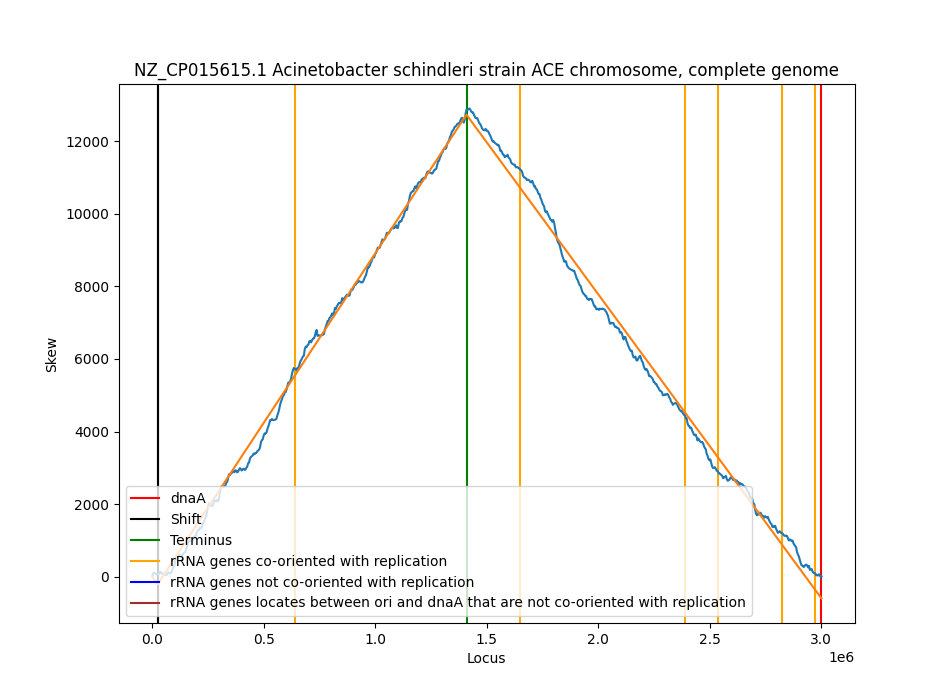 NZ_CP015615.1 Acinetobacter schindleri strain ACE chromosome, complete genome
12000
10000
8000
6000
4000
2000
0
Skew
dnaA
Shift
Terminus
rRNA genes co-oriented with replication
rRNA genes not co-oriented with replication
rRNA genes locates between ori and dnaA that are not co-oriented with replication
0.0 0.5 1.0 1.5 2.0 2.5 3.0
1e6
Locus